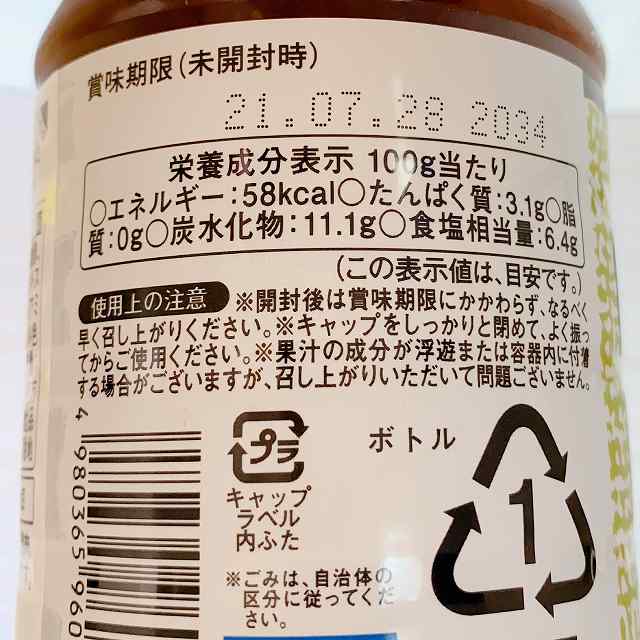 賞味期限(未開封時)
21.07.28 2034
栄養成分表示 100g当たり
○エネルギー:58kcal○たんぱく質:3.1g○脂
質:0g○炭水化物:11.1g○食塩相当量:6.4g
(この表示値は、目安です。)
使用上の注意 ※開封後は賞味期限にかかわらず、なるべく
早く召し上がりください。※キャップをしっかりと閉めて、よく振っ
てからご使用ください。※果汁の成分が浮遊または容器内に付着
する場合がございますが、召し上がりいただいて問題ございません。
プラ
ボトル
1
キャップ
ラベル
内ふた
※ごみは、自治体の
区分に従ってくだ
さい。
4 980365 960